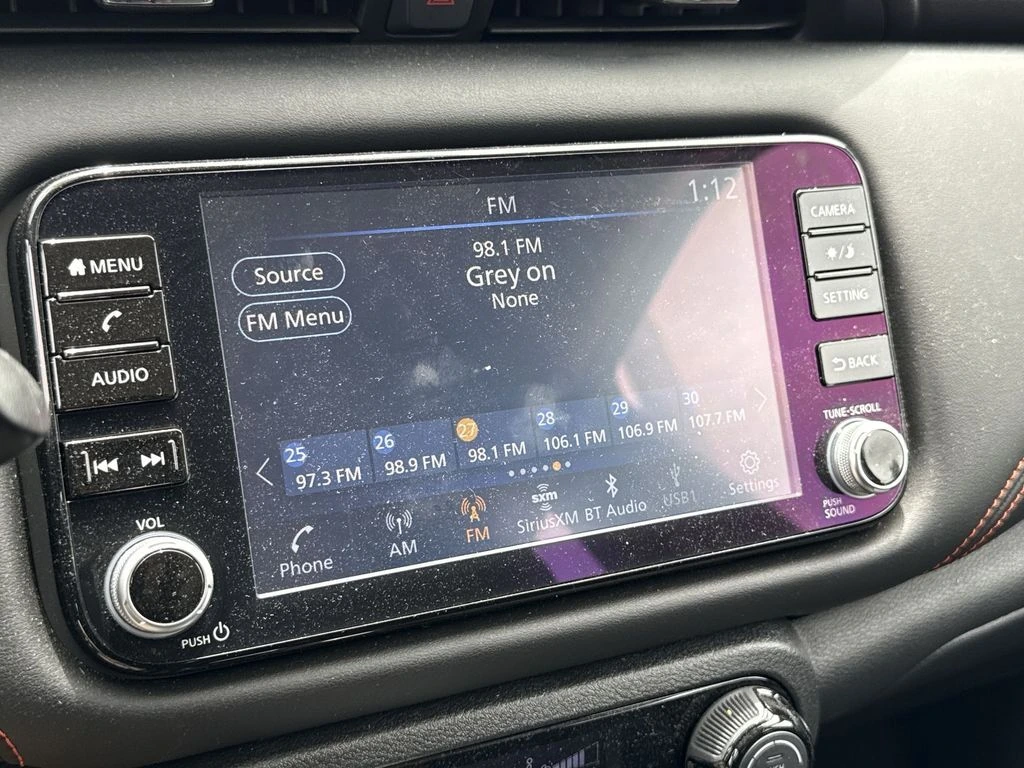 FM
1:12
98.1 FM
Grey on
None
Source
FM Menu
25
97.3 FM
26
98.9 FM
27
98.1 FM
28
106.1 FM
29
106.9 FM
30
107.7 FM
Phone
AM
FM
sxm
SiriusXM
BT Audio
USB1
Settings
MENU
AUDIO
VOL
PUSH
CAMERA
SETTING
BACK
TUNE·SCROLL
PUSH
SOUND